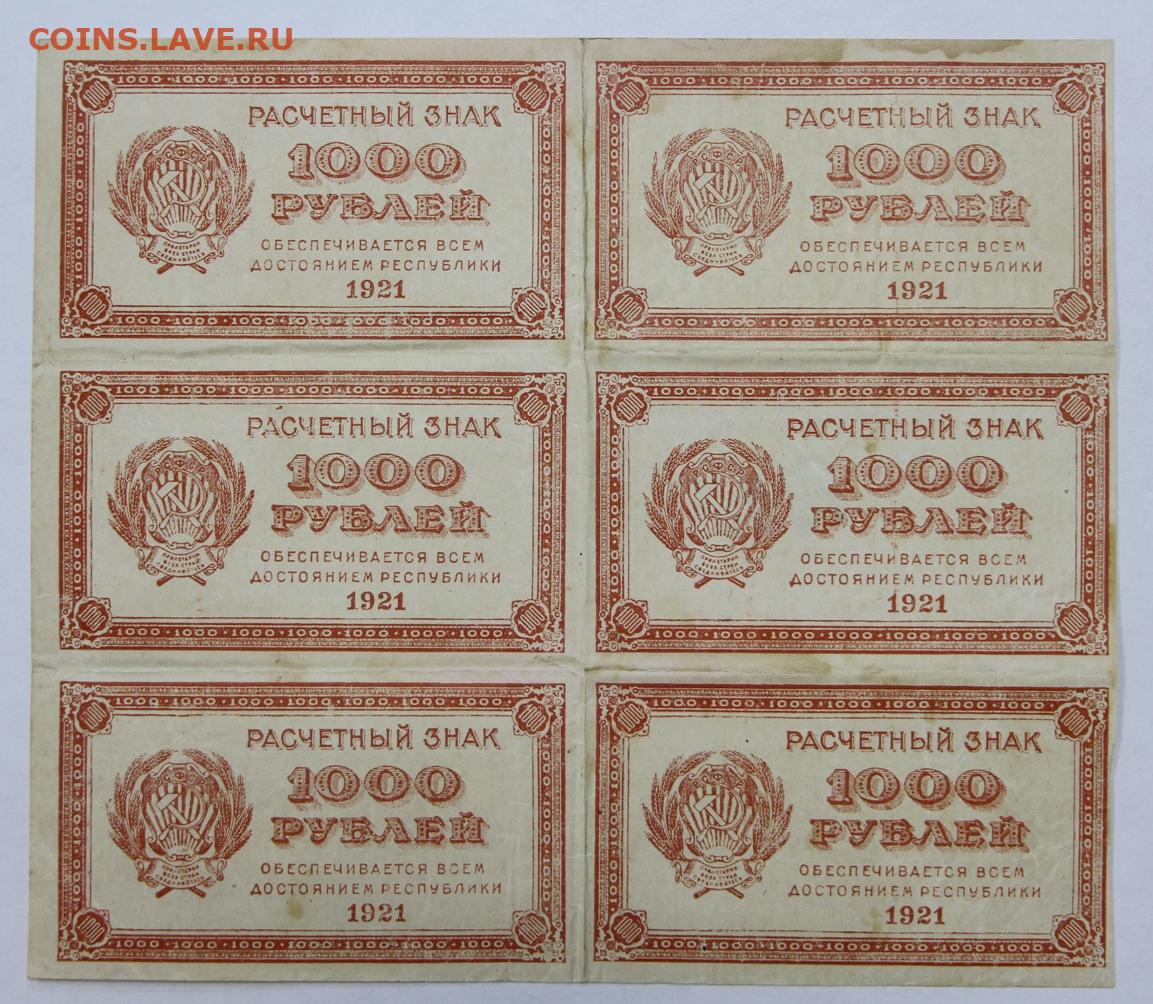 COINS.LAVE.RU
РАСЧЕТНЫЙ ЗНАК
1000
РУБЛЕЙ
ОБЕСПЕЧИВАЕТСЯ ВСЕМ
ДОСТОЯНИЕМ РЕСПУБЛИКИ
1921
РАСЧЕТНЫЙ ЗНАК
1000
РУБЛЕЙ
ОБЕСПЕЧИВАЕТСЯ ВСЕМ
ДОСТОЯНИЕМ РЕСПУБЛИКИ
1921
РАСЧЕТНЫЙ ЗНАК
1000
РУБЛЕЙ
ОБЕСПЕЧИВАЕТСЯ ВСЕМ
ДОСТОЯНИЕМ РЕСПУБЛИКИ
1921
РАСЧЕТНЫЙ ЗНАК
1000
РУБЛЕЙ
ОБЕСПЕЧИВАЕТСЯ ВСЕМ
ДОСТОЯНИЕМ РЕСПУБЛИКИ
1921
РАСЧЕТНЫЙ ЗНАК
1000
РУБЛЕЙ
ОБЕСПЕЧИВАЕТСЯ ВСЕМ
ДОСТОЯНИЕМ РЕСПУБЛИКИ
1921
РАСЧЕТНЫЙ ЗНАК
1000
РУБЛЕЙ
ОБЕСПЕЧИВАЕТСЯ ВСЕМ
ДОСТОЯНИЕМ РЕСПУБЛИКИ
1921